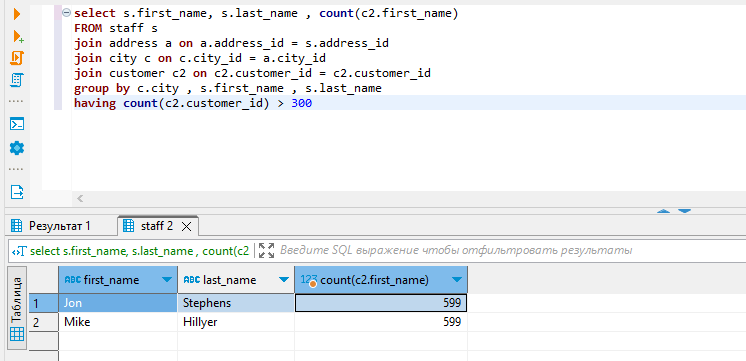 select s.first_name, s.last_name , count(c2.first_name)
FROM staff s
join address a on a.address_id = s.address_id
join city c on c.city_id = a.city_id
join customer c2 on c2.customer_id = c2.customer_id
group by c.city , s.first_name , s.last_name
having count(c2.customer_id) > 300
Результат 1
staff 2
select s.first_name, s.last_name , count(c2
Введите SQL выражение чтобы отфильтровать результаты
Таблица
ABC first_name ABC last_name 123 count(c2.first_name)
1 Jon Stephens 599
2 Mike Hillyer 599